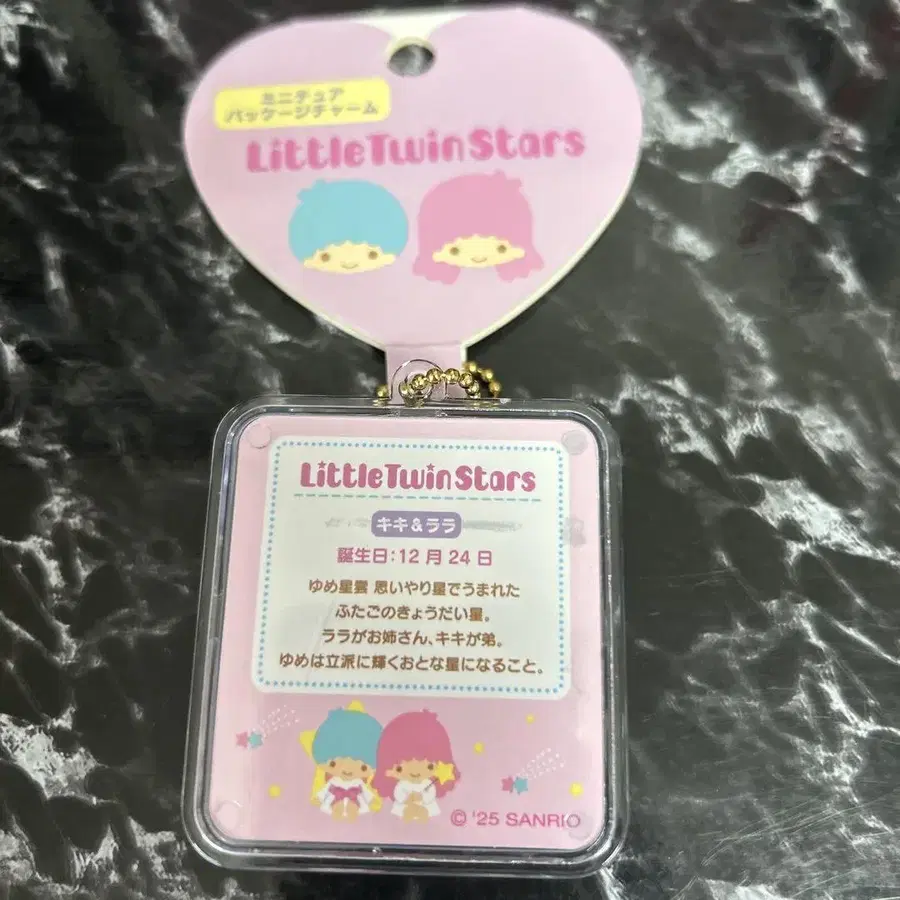 ミニチュア
パッケージチャーム
LittleTwinStars
LittleTwinStars
キキ&ララ
誕生日:12月24日
ゆめ星雲 思いやり星でうまれた
ふたごのきょうだい星。
ララがお姉さん、キキが弟。
ゆめは立派に輝くおとな星になること。
© '25 SANRIO